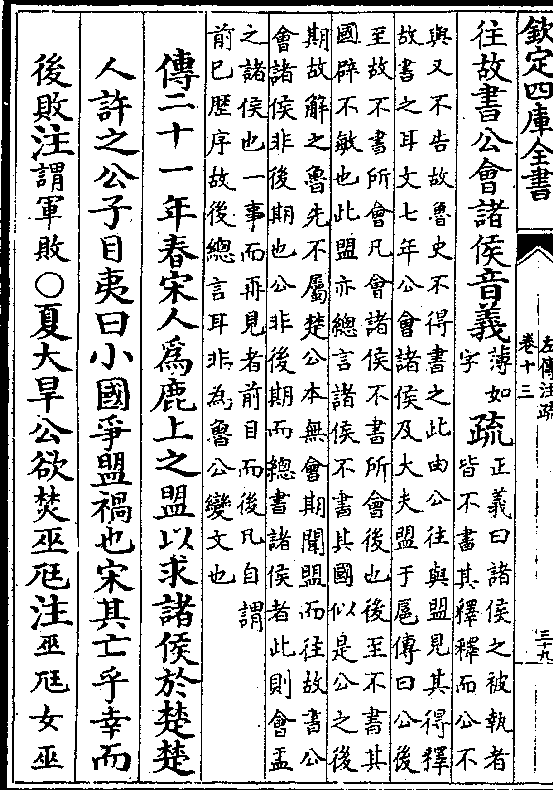 欽定四庫全書
左傳注疏
卷十三
三十九
往故書公會諸侯音義薄如字疏正義曰諸侯之被執者皆不書其釋釋而公不
與又不告故魯史不得書之此由公往與盟見其得釋
故書之耳文七年公會諸侯及大夫盟于扈傳曰公後
至故不書所會凡會諸侯不書所會後也後至不書其
國辟不敏也此盟亦總言諸侯不書其國似是公之後
期故解之魯先不屬楚公本無會期聞盟而往故書公
會諸侯非後期也公非後期而總書諸侯者此則會盂
之諸侯也一事而再見者前目而後凡自謂
前已歷序故後總言耳非為魯公變文也
傳二十一年春宋人爲鹿上之盟以求諸侯於楚楚
人許之公子目夷曰小國爭盟禍也宋其亡乎幸而
後敗注謂軍敗○夏大旱公欲焚巫尫注巫尫女巫